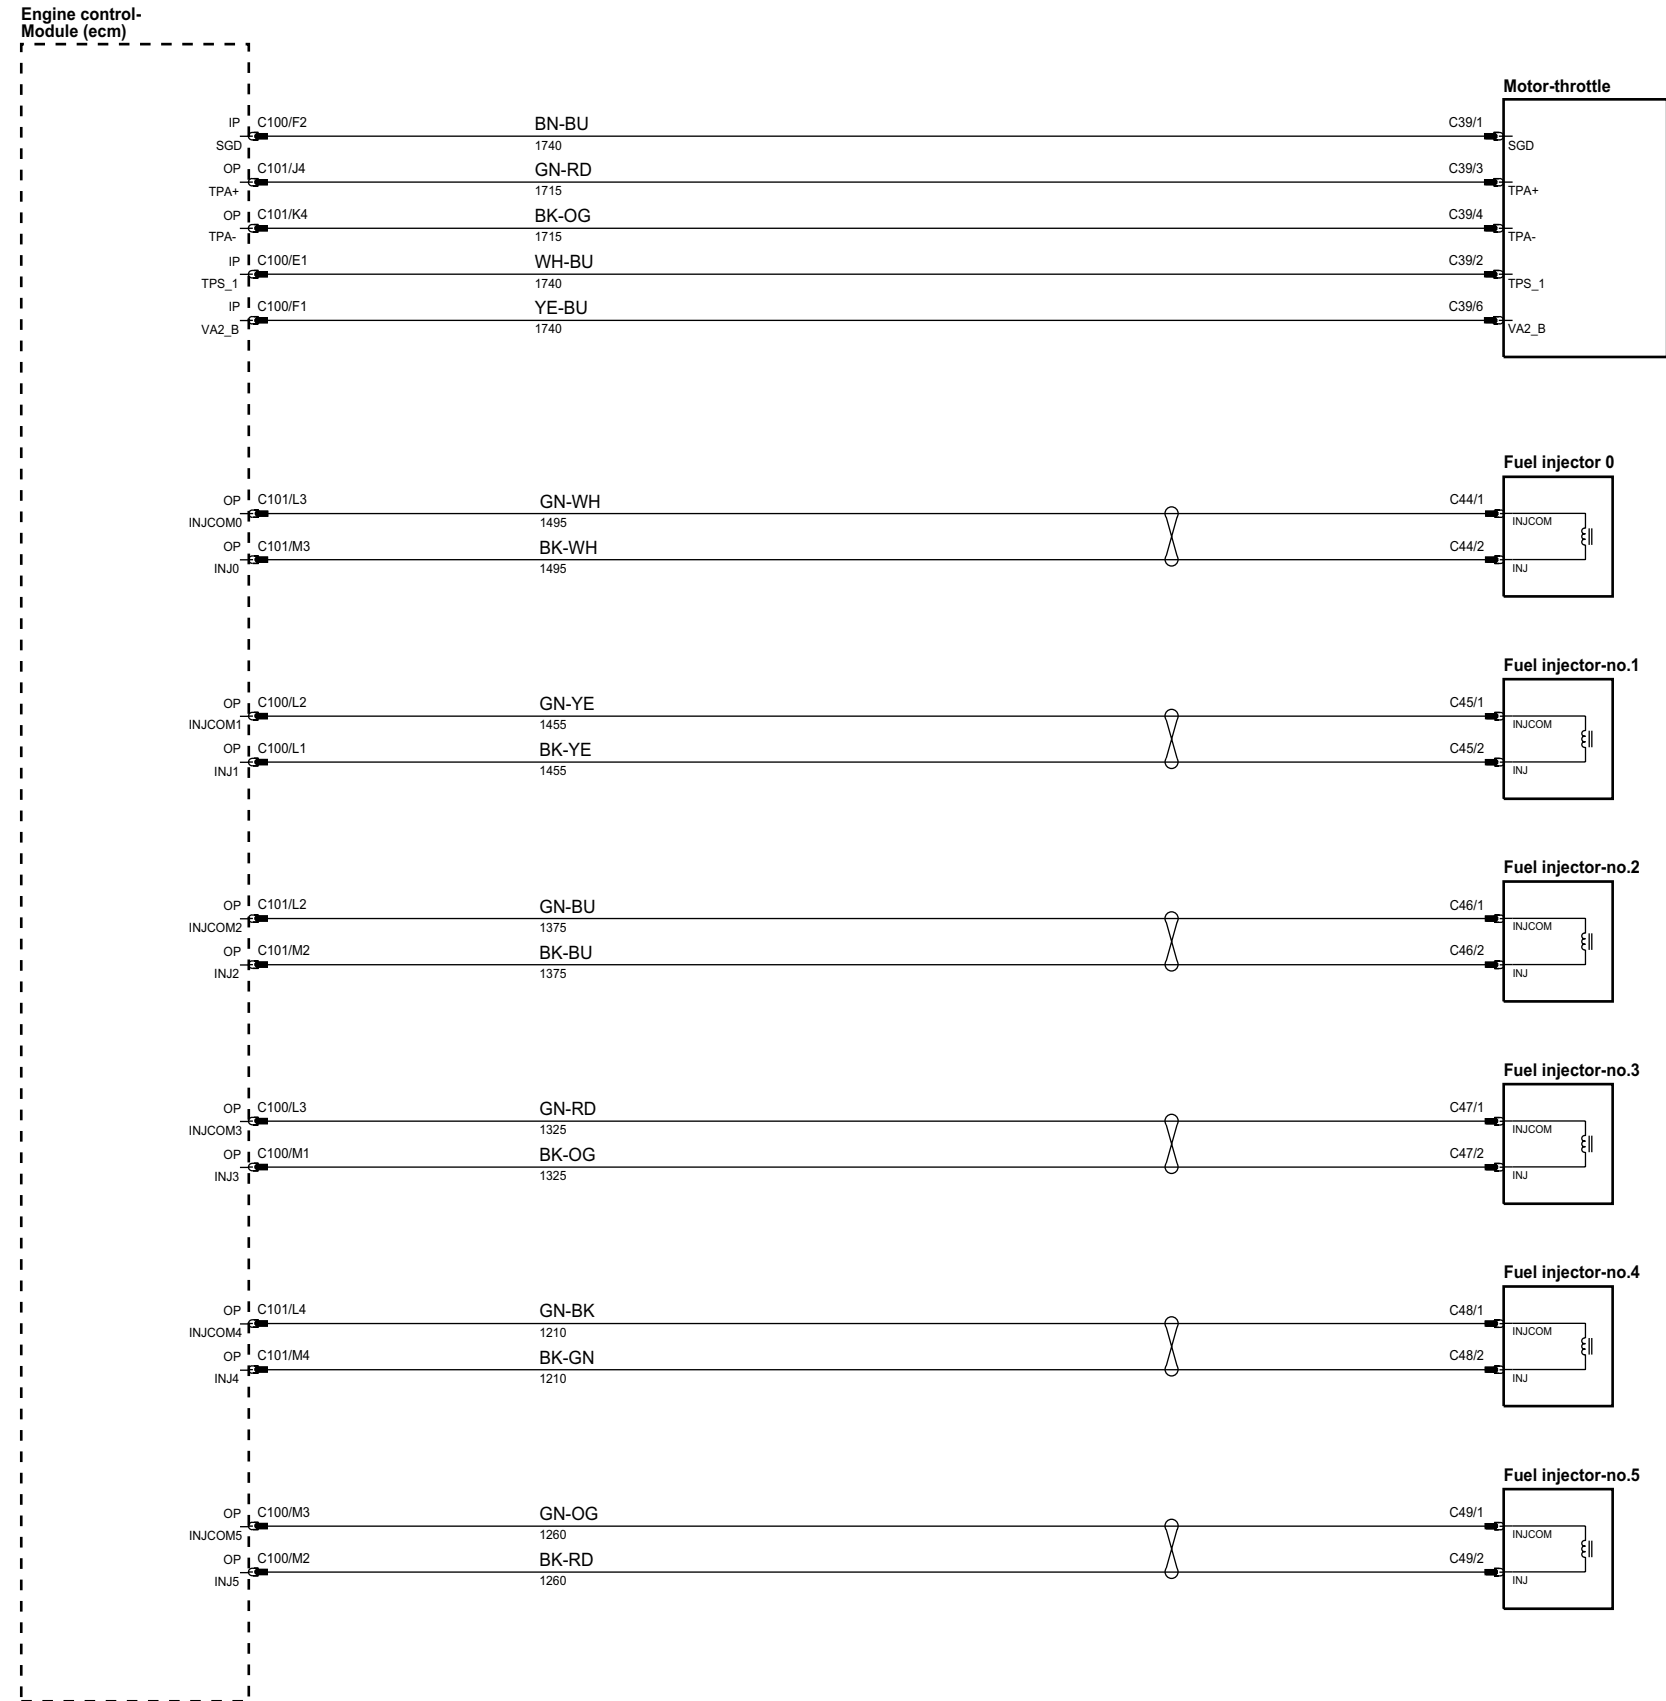 Engine control-
Module (ecm)
Motor-throttle
IP C100/F2 BN-BU C39/1
SGD 1740 SGD
OP C101/J4 GN-RD C39/3
TPA+ 1715 TPA+
OP C101/K4 BK-OG C39/4
TPA- 1715 TPA-
IP C100/E1 WH-BU C39/2
TPS_1 1740 TPS_1
IP C100/F1 YE-BU C39/6
VA2_B 1740 VA2_B
Fuel injector 0
OP C101/L3 GN-WH C44/1
INJCOM0 1495 INJCOM
OP C101/M3 BK-WH C44/2
INJ0 1495 INJ
Fuel injector-no.1
OP C100/L2 GN-YE C45/1
INJCOM1 1455 INJCOM
OP C100/L1 BK-YE C45/2
INJ1 1455 INJ
Fuel injector-no.2
OP C101/L2 GN-BU C46/1
INJCOM2 1375 INJCOM
OP C101/M2 BK-BU C46/2
INJ2 1375 INJ
Fuel injector-no.3
OP C100/L3 GN-RD C47/1
INJCOM3 1325 INJCOM
OP C100/M1 BK-OG C47/2
INJ3 1325 INJ
Fuel injector-no.4
OP C101/L4 GN-BK C48/1
INJCOM4 1210 INJCOM
OP C101/M4 BK-GN C48/2
INJ4 1210 INJ
Fuel injector-no.5
OP C100/M3 GN-OG C49/1
INJCOM5 1260 INJCOM
OP C100/M2 BK-RD C49/2
INJ5 1260 INJ